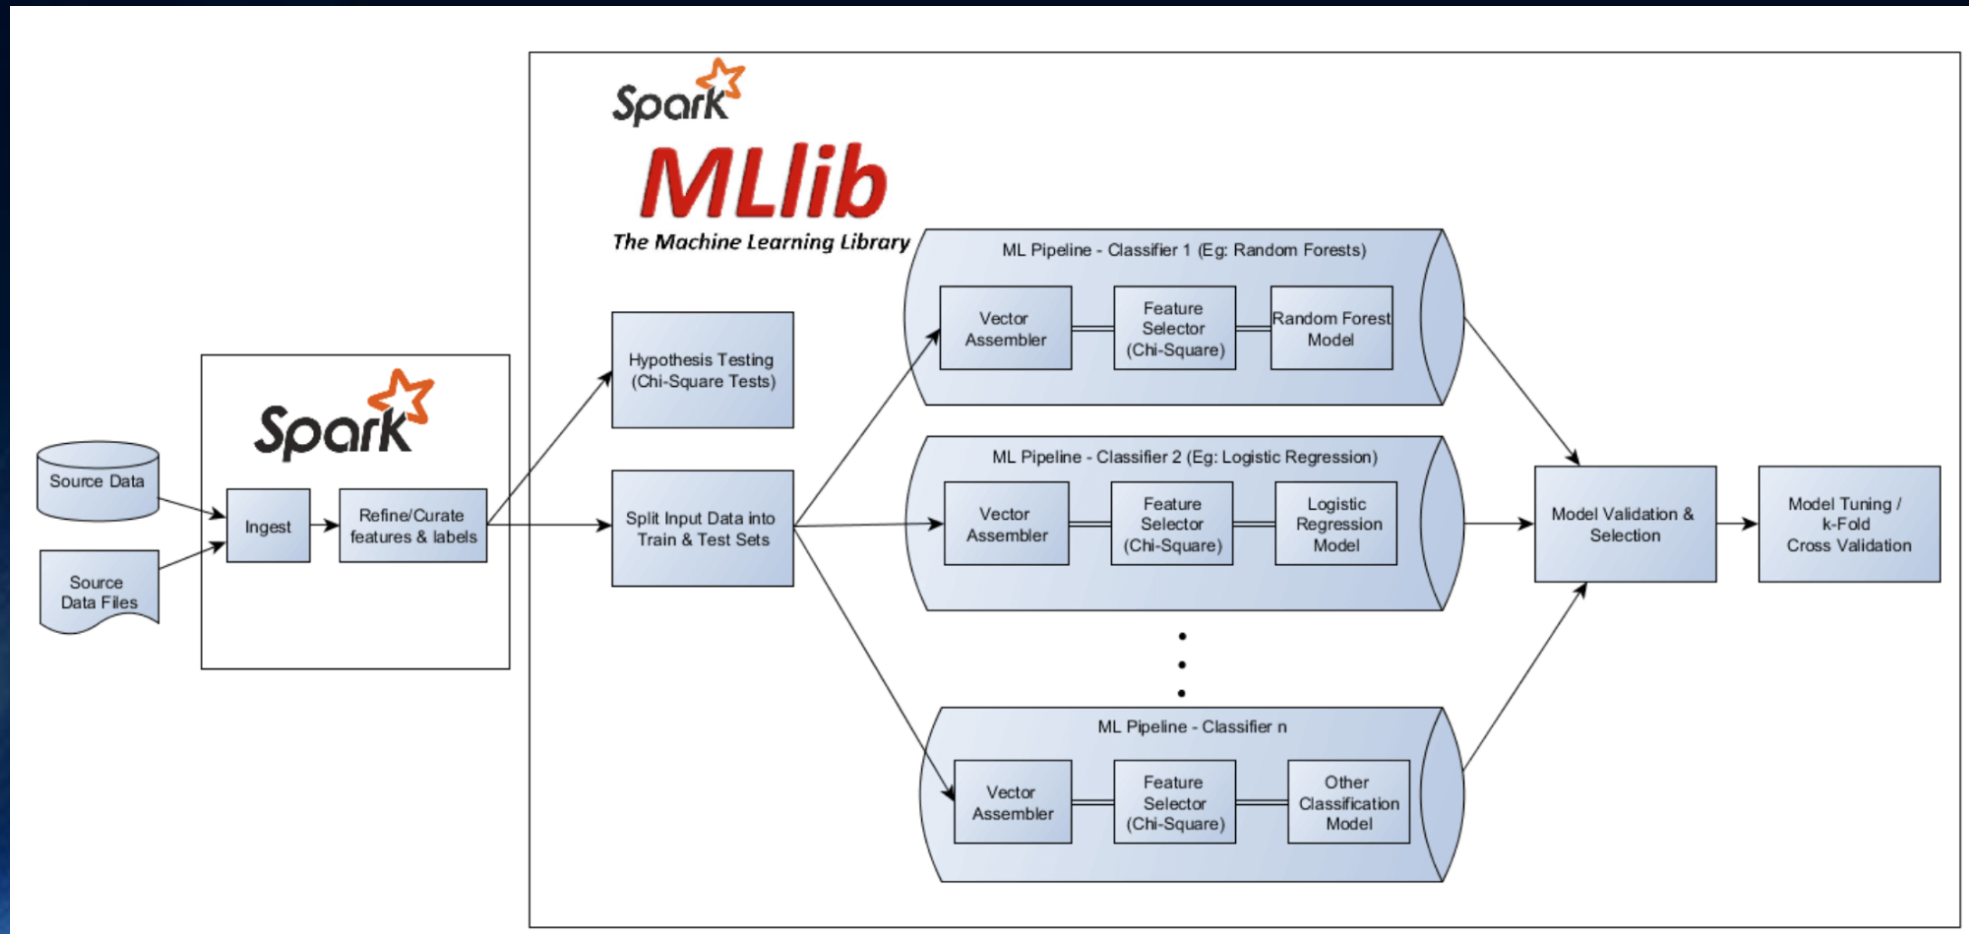 Source Data
Source
Data Files
Spark
Ingest
Refine/Curate
features & labels
Spark
MLlib
The Machine Learning Library
Hypothesis Testing
(Chi-Square Tests)
Split Input Data into
Train & Test Sets
ML Pipeline - Classifier 1 (Eg: Random Forests)
Vector
Assembler
Feature
Selector
(Chi-Square)
Random Forest
Model
ML Pipeline - Classifier 2 (Eg: Logistic Regression)
Vector
Assembler
Feature
Selector
(Chi-Square)
Logistic
Regression
Model
ML Pipeline - Classifier n
Vector
Assembler
Feature
Selector
(Chi-Square)
Other
Classification
Model
Model Validation &
Selection
Model Tuning /
k-Fold
Cross Validation